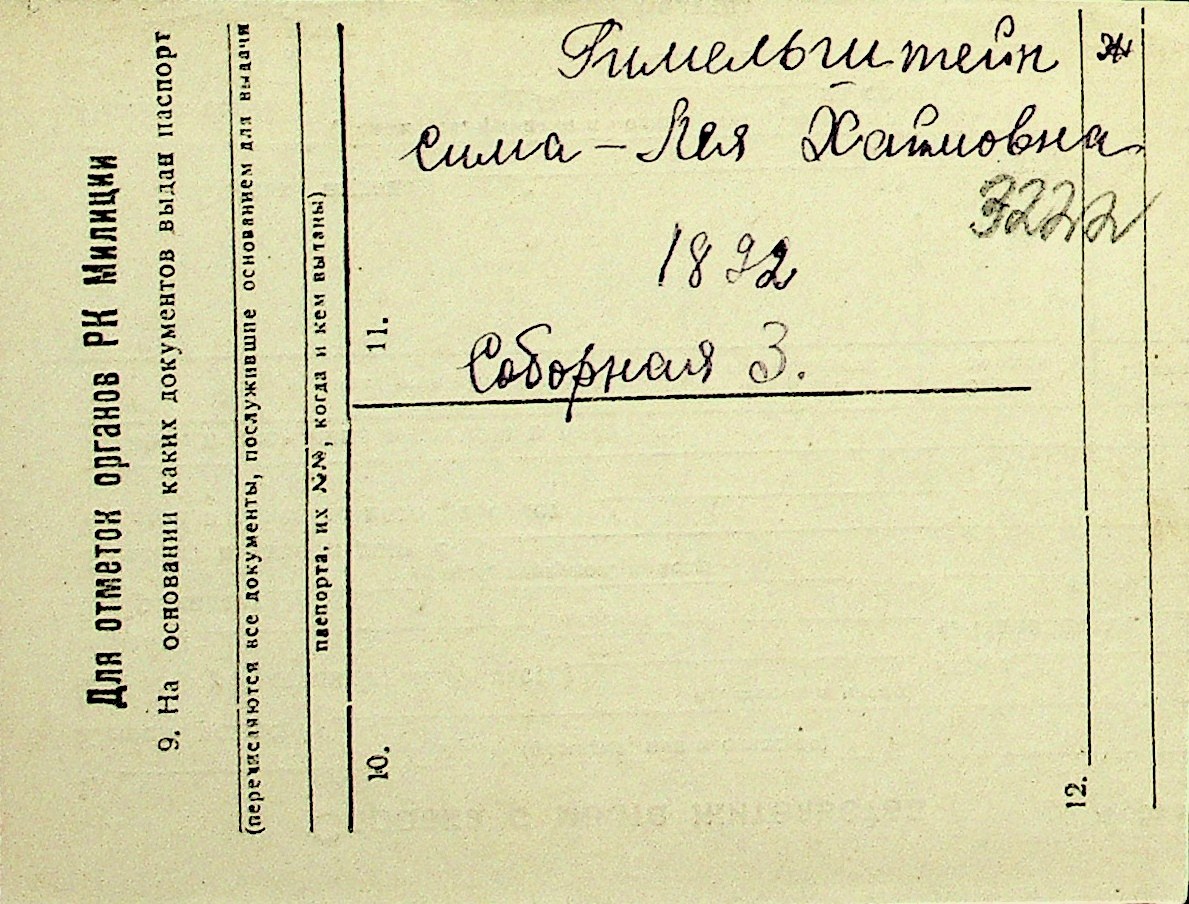 Гимельштейн Ж
Сима - Лея Хаимовна
3222
1892
Соборная 3.
Для отметок органов РК Милиции
9. На основании каких документов выдан паспорт
(перечисляются все документы, послужившие основанием для выдачи
паспорта, их №№, когда и кем выданы)
10.
11.
12.